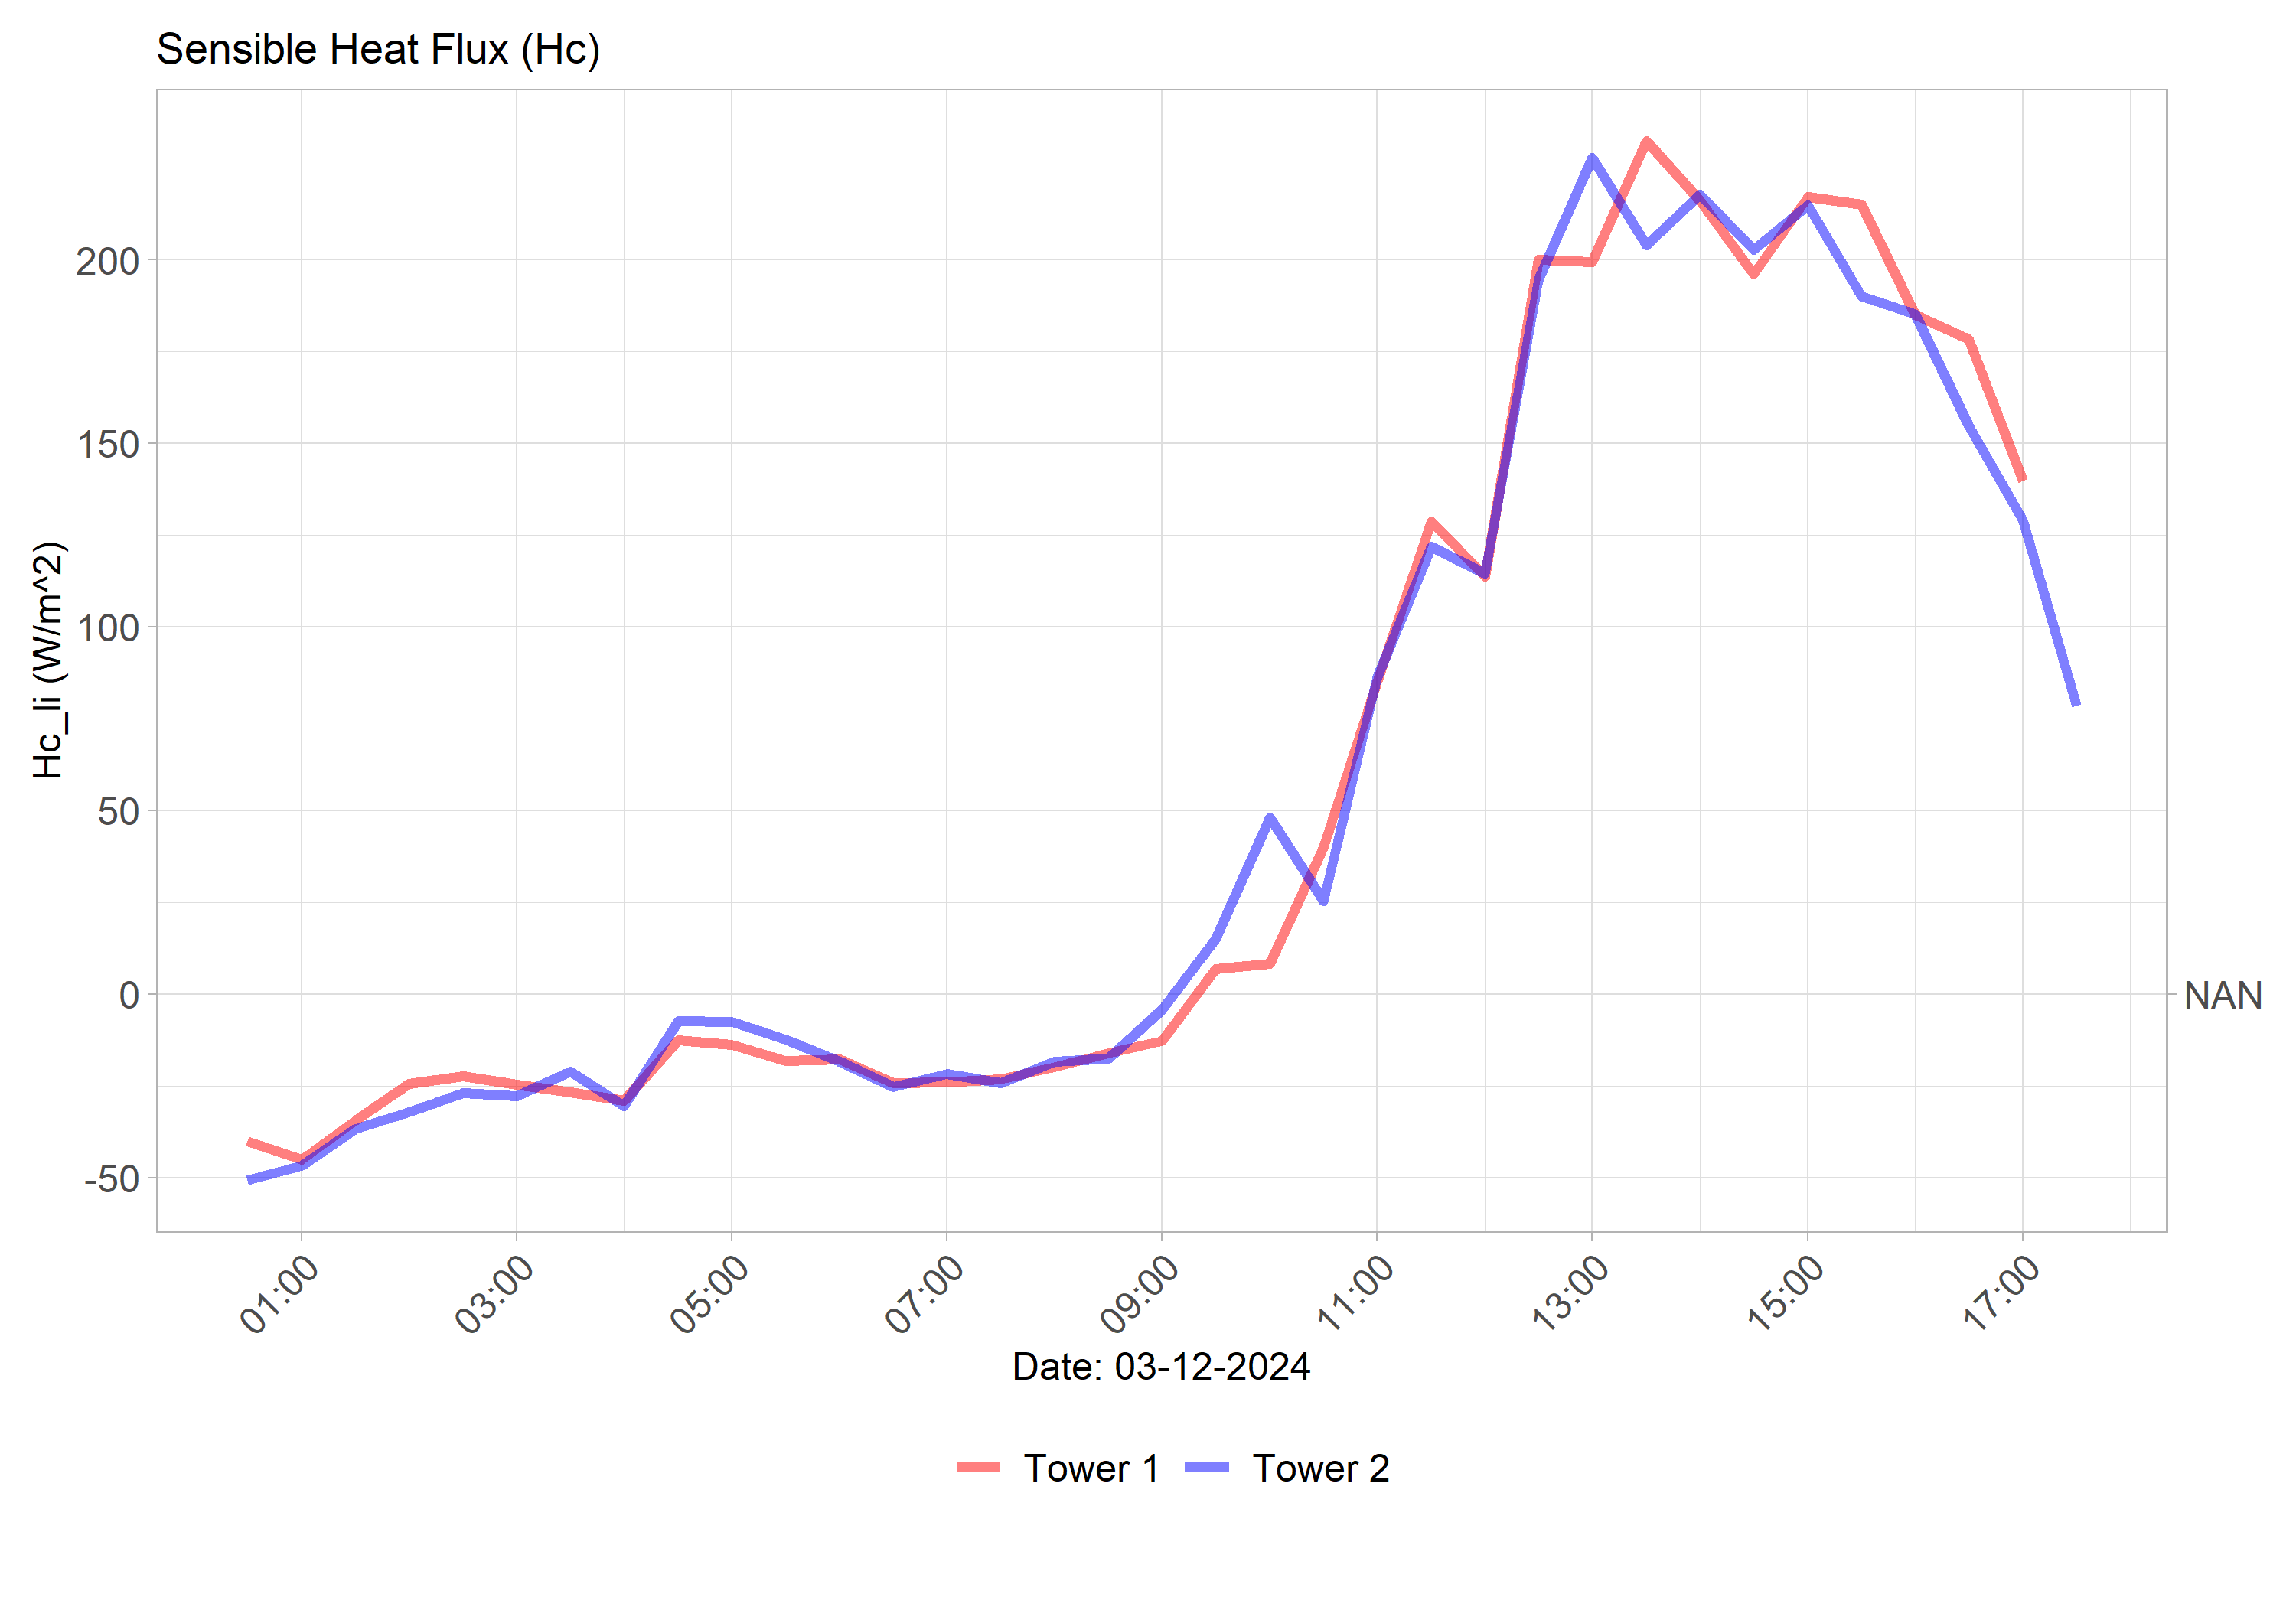 Sensible Heat Flux (Hc)
Hc_li (W/m^2)
200
150
100
50
0
-50
NAN
01:00 03:00 05:00 07:00 09:00 11:00 13:00 15:00 17:00
Date: 03-12-2024
Tower 1 Tower 2